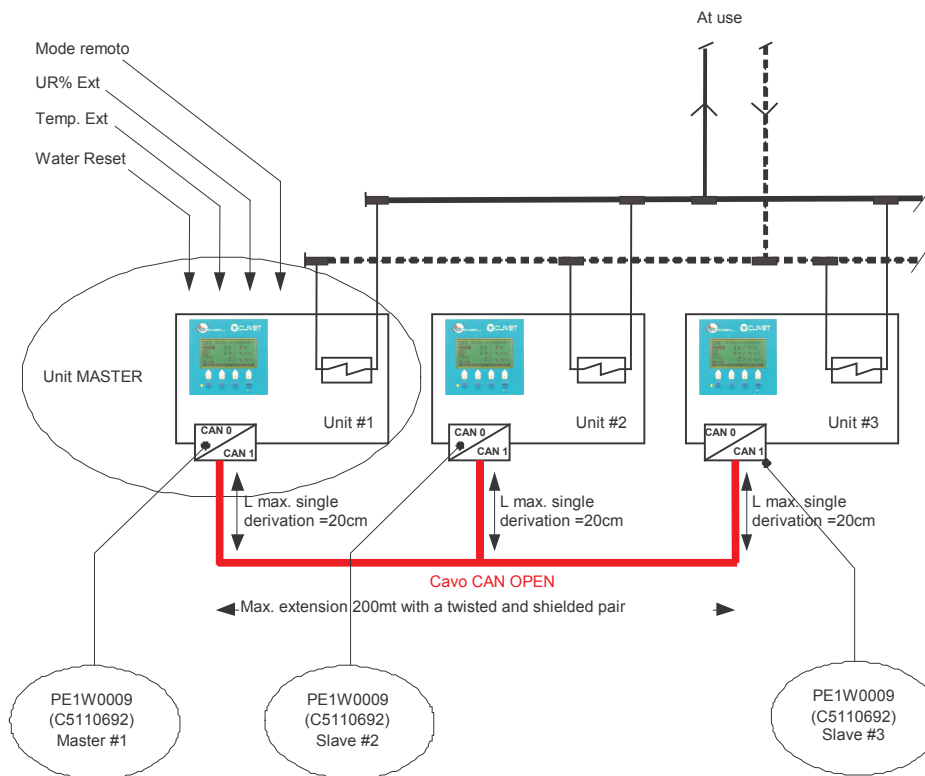 At use
Mode remoto
UR% Ext
Temp. Ext
Water Reset
CLIVET
CLIVET
CLIVET
Unit MASTER
Unit #1
Unit #2
Unit #3
CAN 0
CAN 1
CAN 0
CAN 1
CAN 0
CAN 1
L max. single
derivation =20cm
L max. single
derivation =20cm
L max. single
derivation =20cm
Cavo CAN OPEN
Max. extension 200mt with a twisted and shielded pair
PE1W0009
(C5110692)
Master #1
PE1W0009
(C5110692)
Slave #2
PE1W0009
(C5110692)
Slave #3